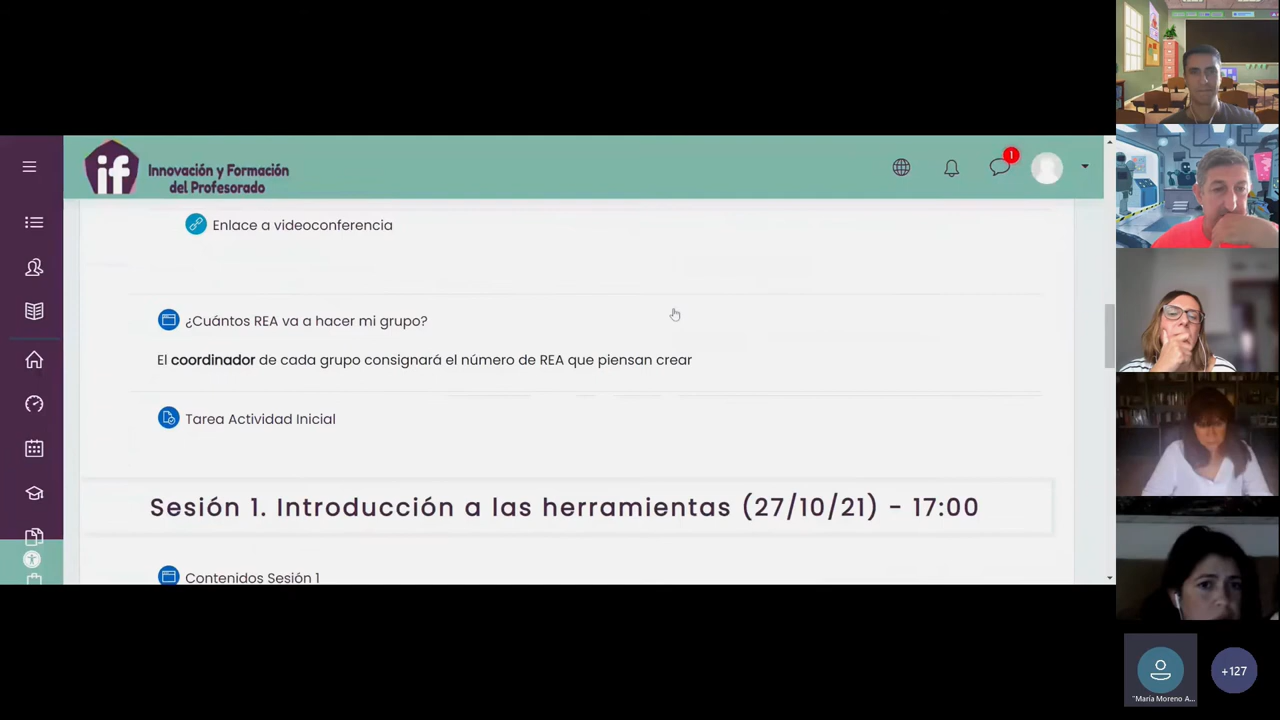 if
Innovación y Formación
del Profesorado
1
Enlace a videoconferencia
¿Cuántos REA va a hacer mi grupo?
El coordinador de cada grupo consignará el número de REA que piensan crear
Tarea Actividad Inicial
Sesión 1. Introducción a las herramientas (27/10/21) - 17:00
Contenidos Sesión 1
"María Moreno A...
+127